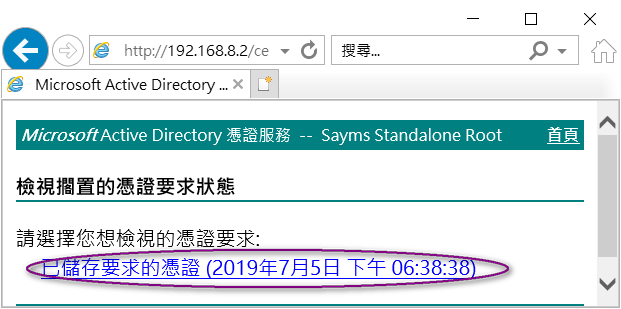 http://192.168.8.2/ce
搜尋...
Microsoft Active Directory ...
Microsoft Active Directory 憑證服務 -- Sayms Standalone Root 首頁
檢視擱置的憑證要求狀態
請選擇您想檢視的憑證要求:
已儲存要求的憑證 (2019年7月5日 下午 06:38:38)